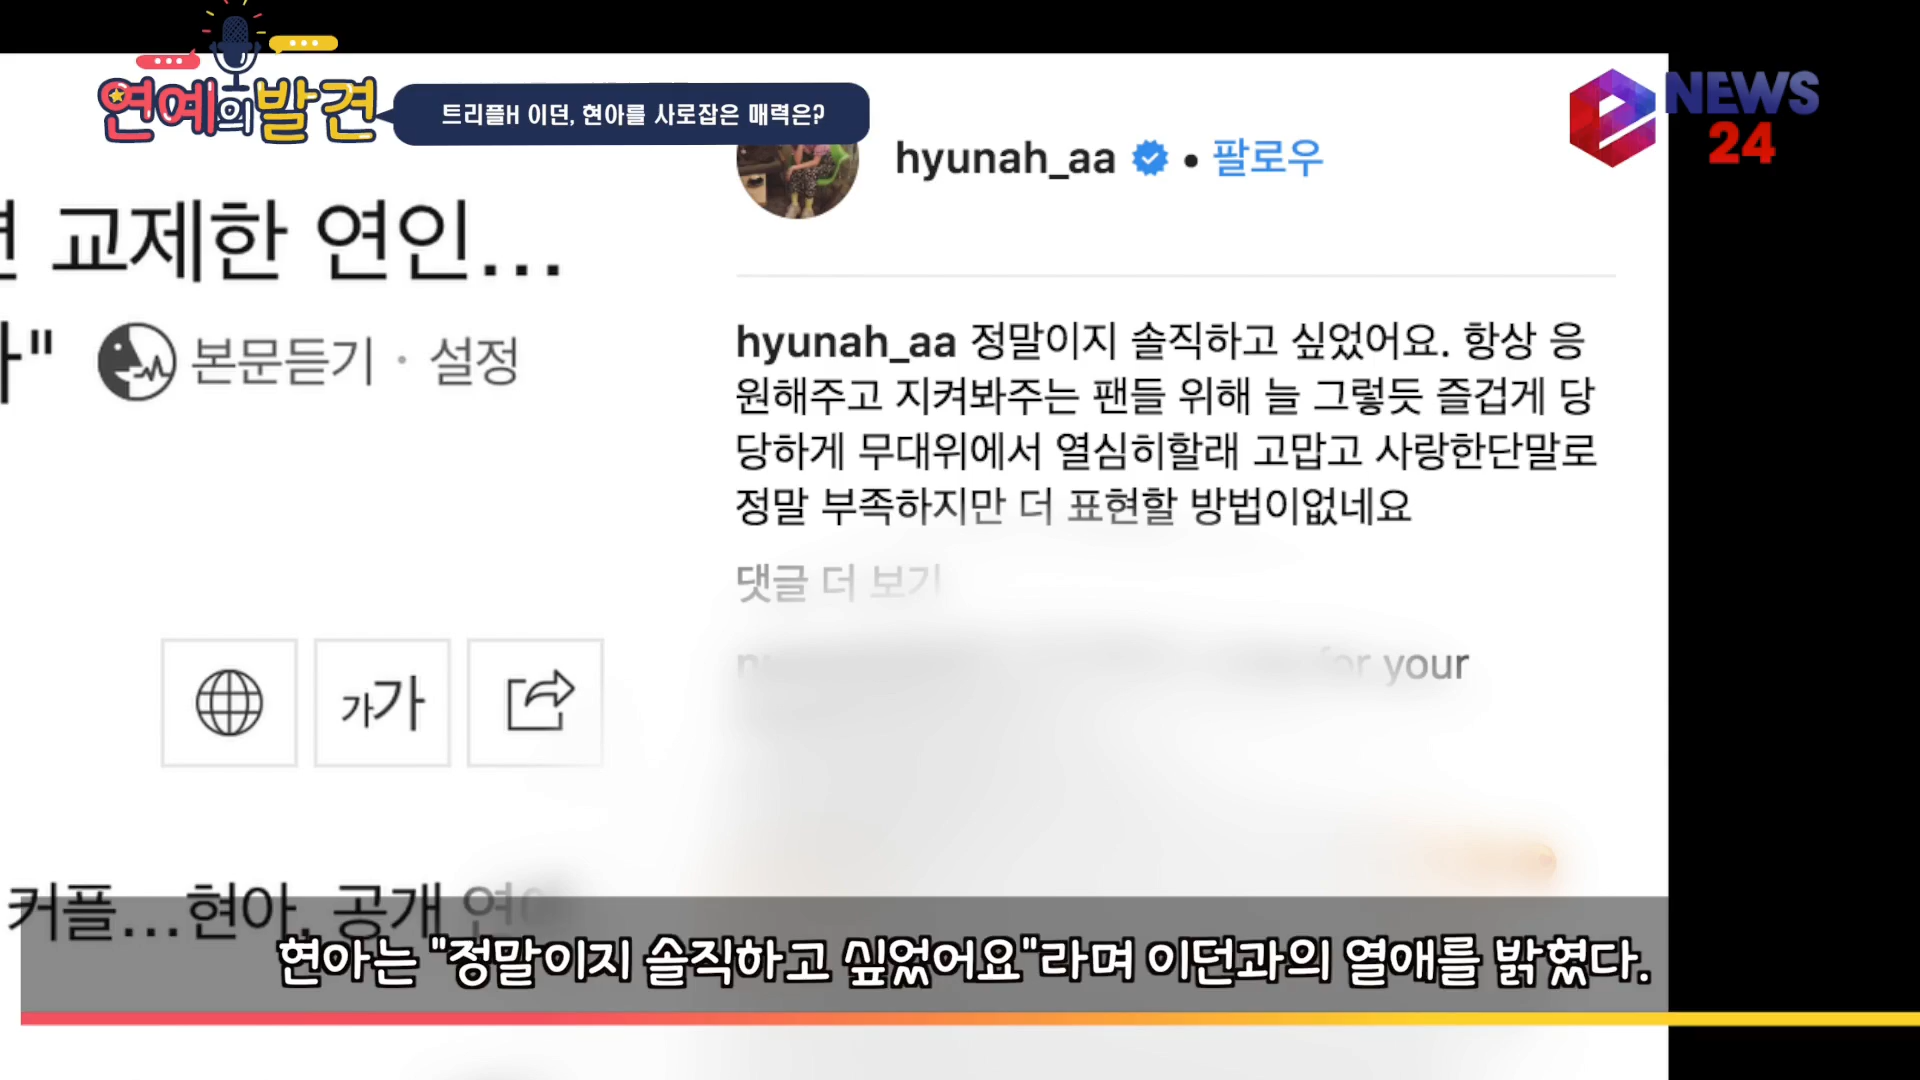 연예의발견
트리플H 이던, 현아를 사로잡은 매력은?
NEWS
24
hyunah_aa • 팔로우
교제한 연인...
본문듣기 · 설정
hyunah_aa 정말이지 솔직하고 싶었어요. 항상 응
원해주고 지켜봐주는 팬들 위해 늘 그렇듯 즐겁게 당
당하게 무대위에서 열심히할래 고맙고 사랑한단말로
정말 부족하지만 더 표현할 방법이없네요
댓글 더 보기
for your
가가
커플...현아, 공개
현아는 "정말이지 솔직하고 싶었어요"라며 이던과의 열애를 밝혔다.